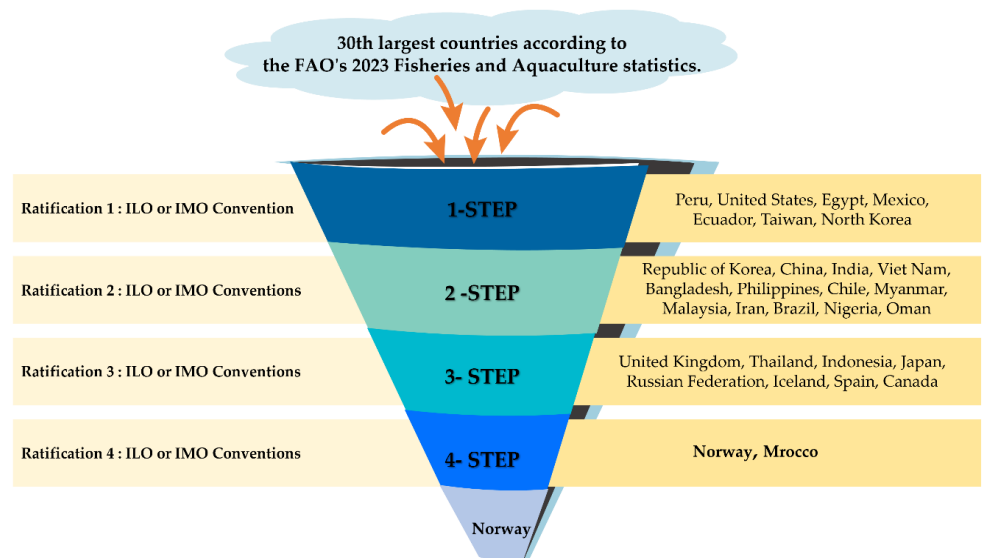 30th largest countries according to
the FAO's 2023 Fisheries and Aquaculture statistics.
Ratification 1 : ILO or IMO Convention
1-STEP
Peru, United States, Egypt, Mexico,
Ecuador, Taiwan, North Korea
Ratification 2 : ILO or IMO Conventions
2 -STEP
Republic of Korea, China, India, Viet Nam,
Bangladesh, Philippines, Chile, Myanmar,
Malaysia, Iran, Brazil, Nigeria, Oman
Ratification 3 : ILO or IMO Conventions
3- STEP
United Kingdom, Thailand, Indonesia, Japan,
Russian Federation, Iceland, Spain, Canada
Ratification 4 : ILO or IMO Conventions
4- STEP
Norway, Mrocco
Norway